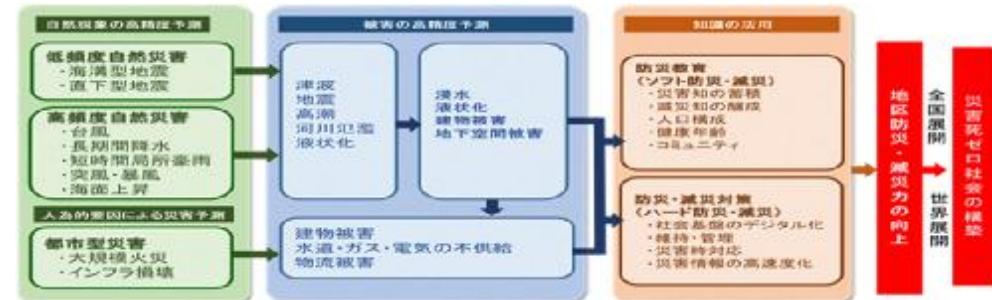 自然現象の高精度予測
低頻度自然災害
・海溝型地震
・直下型地震
高頻度自然災害
・台風
・長期間降水
・短時間局所豪雨
・突風・暴風
・海面上昇
人為的要因による災害予測
都市型災害
・大規模火災
・インフラ損壊
被害の高精度予測
津波
地震
高潮
河川氾濫
液状化
浸水
液状化
建物被害
地下空間被害
建物被害
水道・ガス・電気の不供給
物流被害
知識の活用
防災教育
(ソフト防災・減災)
・災害知の蓄積
・減災知の醸成
・人口構成
・健康年齢
・コミュニティ
防災・減災対策
(ハード防災・減災)
・社会基盤のデジタル化
・維持・管理
・災害時対応
・災害情報の高速度化
地区防災・減災力の向上
全国展開
世界展開
災害死ゼロ社会の構築